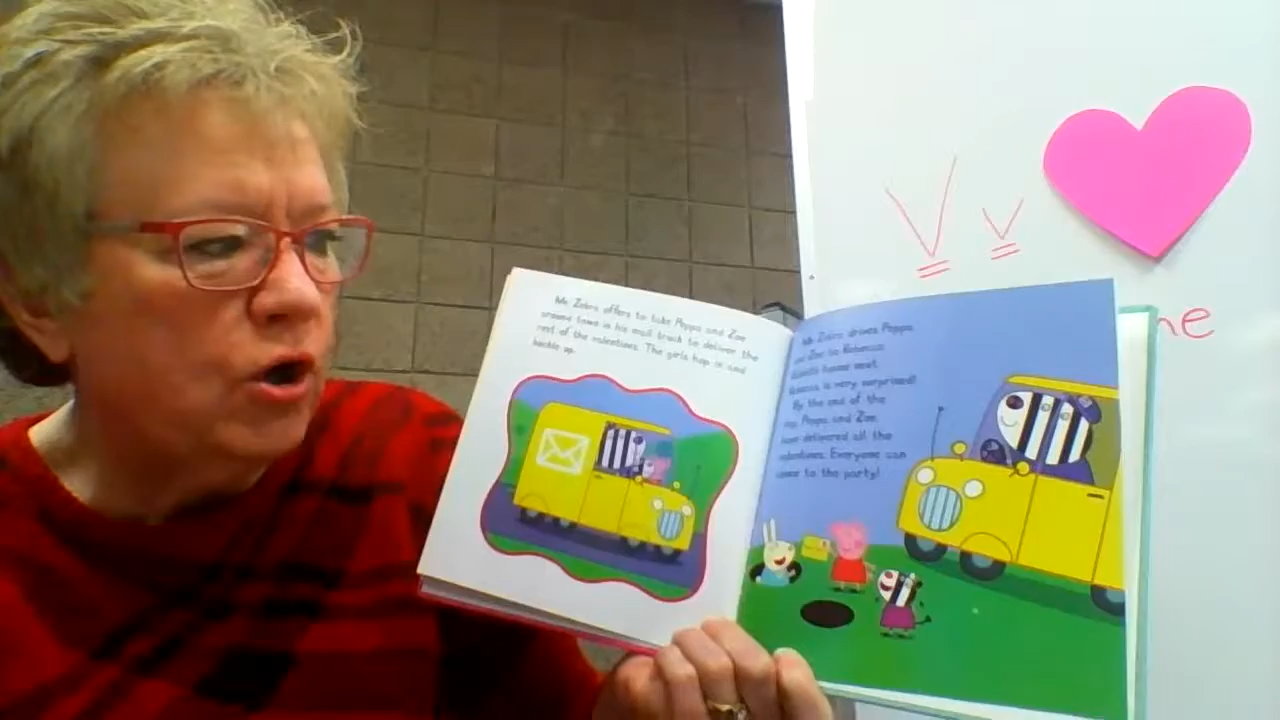 Mr. Zebra offers to take Peppa and Zoe
around town in his mail truck to deliver the
rest of the valentines. The girls hop in and
buckle up.
Mr. Zebra drives Peppa
and Zoe to Rebecca
Rabbit's house next.
Rebecca is very surprised!
By the end of the
day, Peppa and Zoe
have delivered all the
valentines. Everyone can
come to the party!
V v
ne